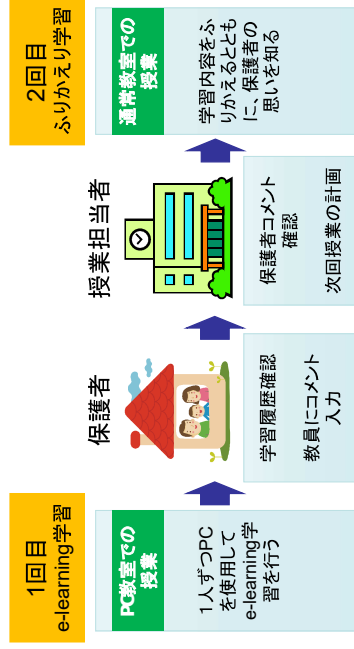 1回目
e-learning学習
PC教室での
授業
1人ずつPC
を使用して
e-learning学
習を行う
保護者
学習履歴確認
教員にコメント
入力
授業担当者
保護者コメント
確認
次回授業の計画
2回目
ふりかえり学習
通常教室での
授業
学習内容をふ
りかえるととも
に、保護者の
思いを知る